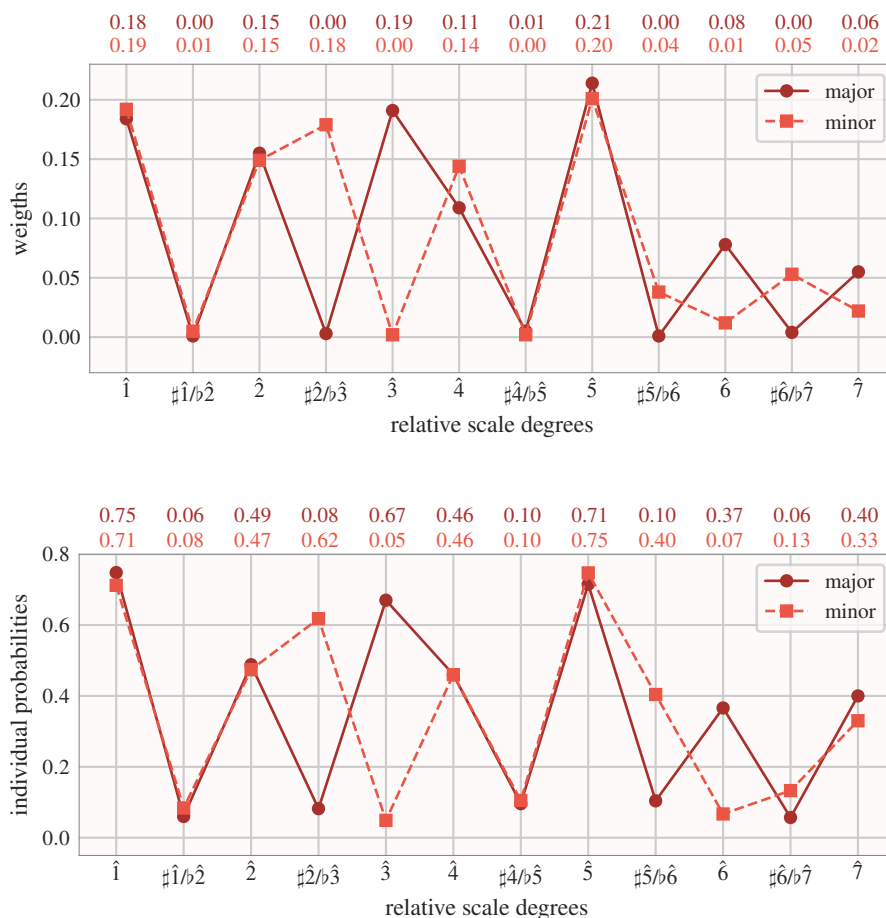 0.18 0.00 0.15 0.00 0.19 0.11 0.01 0.21 0.00 0.08 0.00 0.06
0.19 0.01 0.15 0.18 0.00 0.14 0.00 0.20 0.04 0.01 0.05 0.02
major
minor
0.20
0.15
0.10
0.05
0.00
weigths
1̂ ♯1̂/♭2̂ 2̂ ♯2̂/♭3̂ 3̂ 4̂ ♯4̂/♭5̂ 5̂ ♯5̂/♭6̂ 6̂ ♯6̂/♭7̂ 7̂
relative scale degrees
0.75 0.06 0.49 0.08 0.67 0.46 0.10 0.71 0.10 0.37 0.06 0.40
0.71 0.08 0.47 0.62 0.05 0.46 0.10 0.75 0.40 0.07 0.13 0.33
major
minor
0.8
0.6
0.4
0.2
0.0
individual probabilities
1̂ ♯1̂/♭2̂ 2̂ ♯2̂/♭3̂ 3̂ 4̂ ♯4̂/♭5̂ 5̂ ♯5̂/♭6̂ 6̂ ♯6̂/♭7̂ 7̂
relative scale degrees